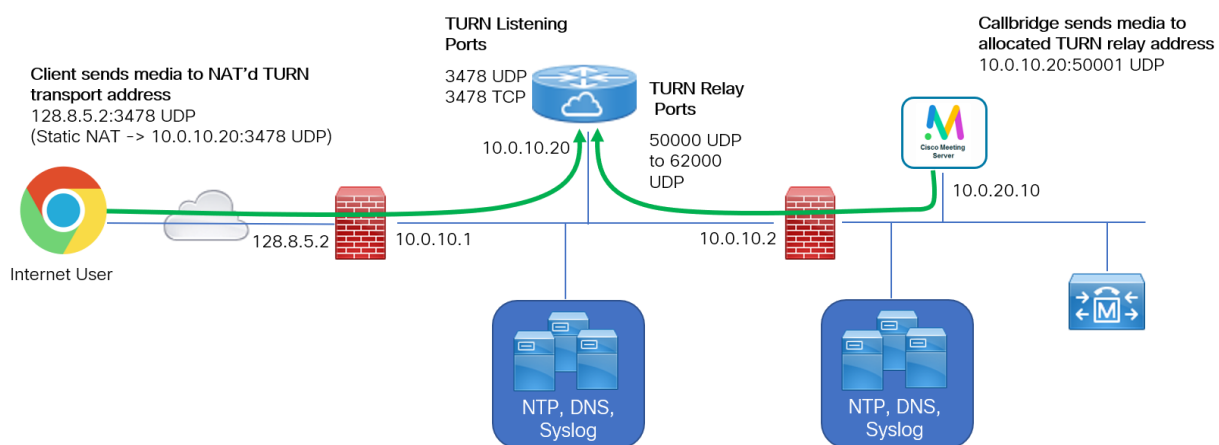 TURN Listening
Ports
3478 UDP
3478 TCP
Callbridge sends media to
allocated TURN relay address
10.0.10.20:50001 UDP
Client sends media to NAT'd TURN
transport address
128.8.5.2:3478 UDP
(Static NAT -> 10.0.10.20:3478 UDP)
TURN Relay
Ports
50000 UDP
to 62000
UDP
10.0.10.20
Cisco Meeting
Server
10.0.20.10
128.8.5.2
10.0.10.1
10.0.10.2
Internet User
M
NTP, DNS,
Syslog
NTP, DNS,
Syslog